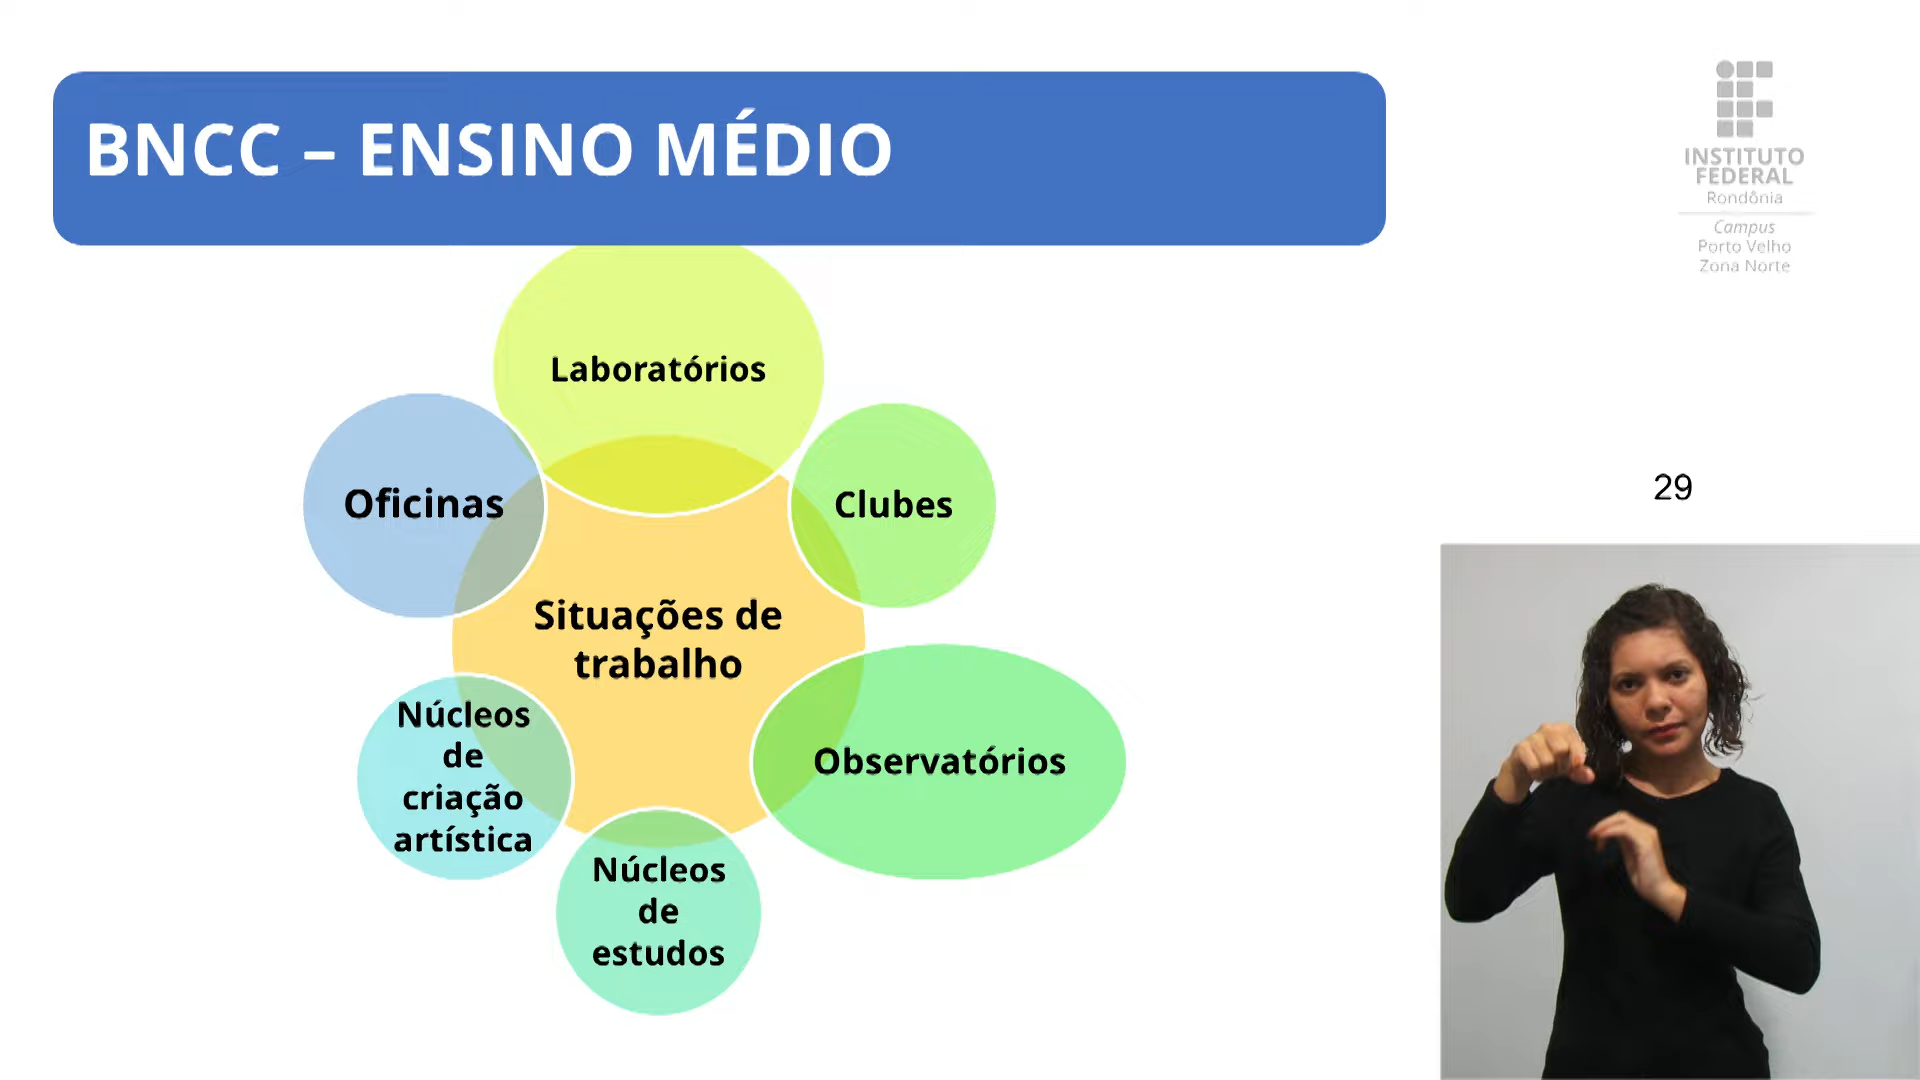 BNCC – ENSINO MÉDIO
INSTITUTO
FEDERAL
Rondônia
Campus
Porto Velho
Zona Norte
Laboratórios
Oficinas
Clubes
29
Situações de
trabalho
Núcleos
de
criação
artística
Observatórios
Núcleos
de
estudos